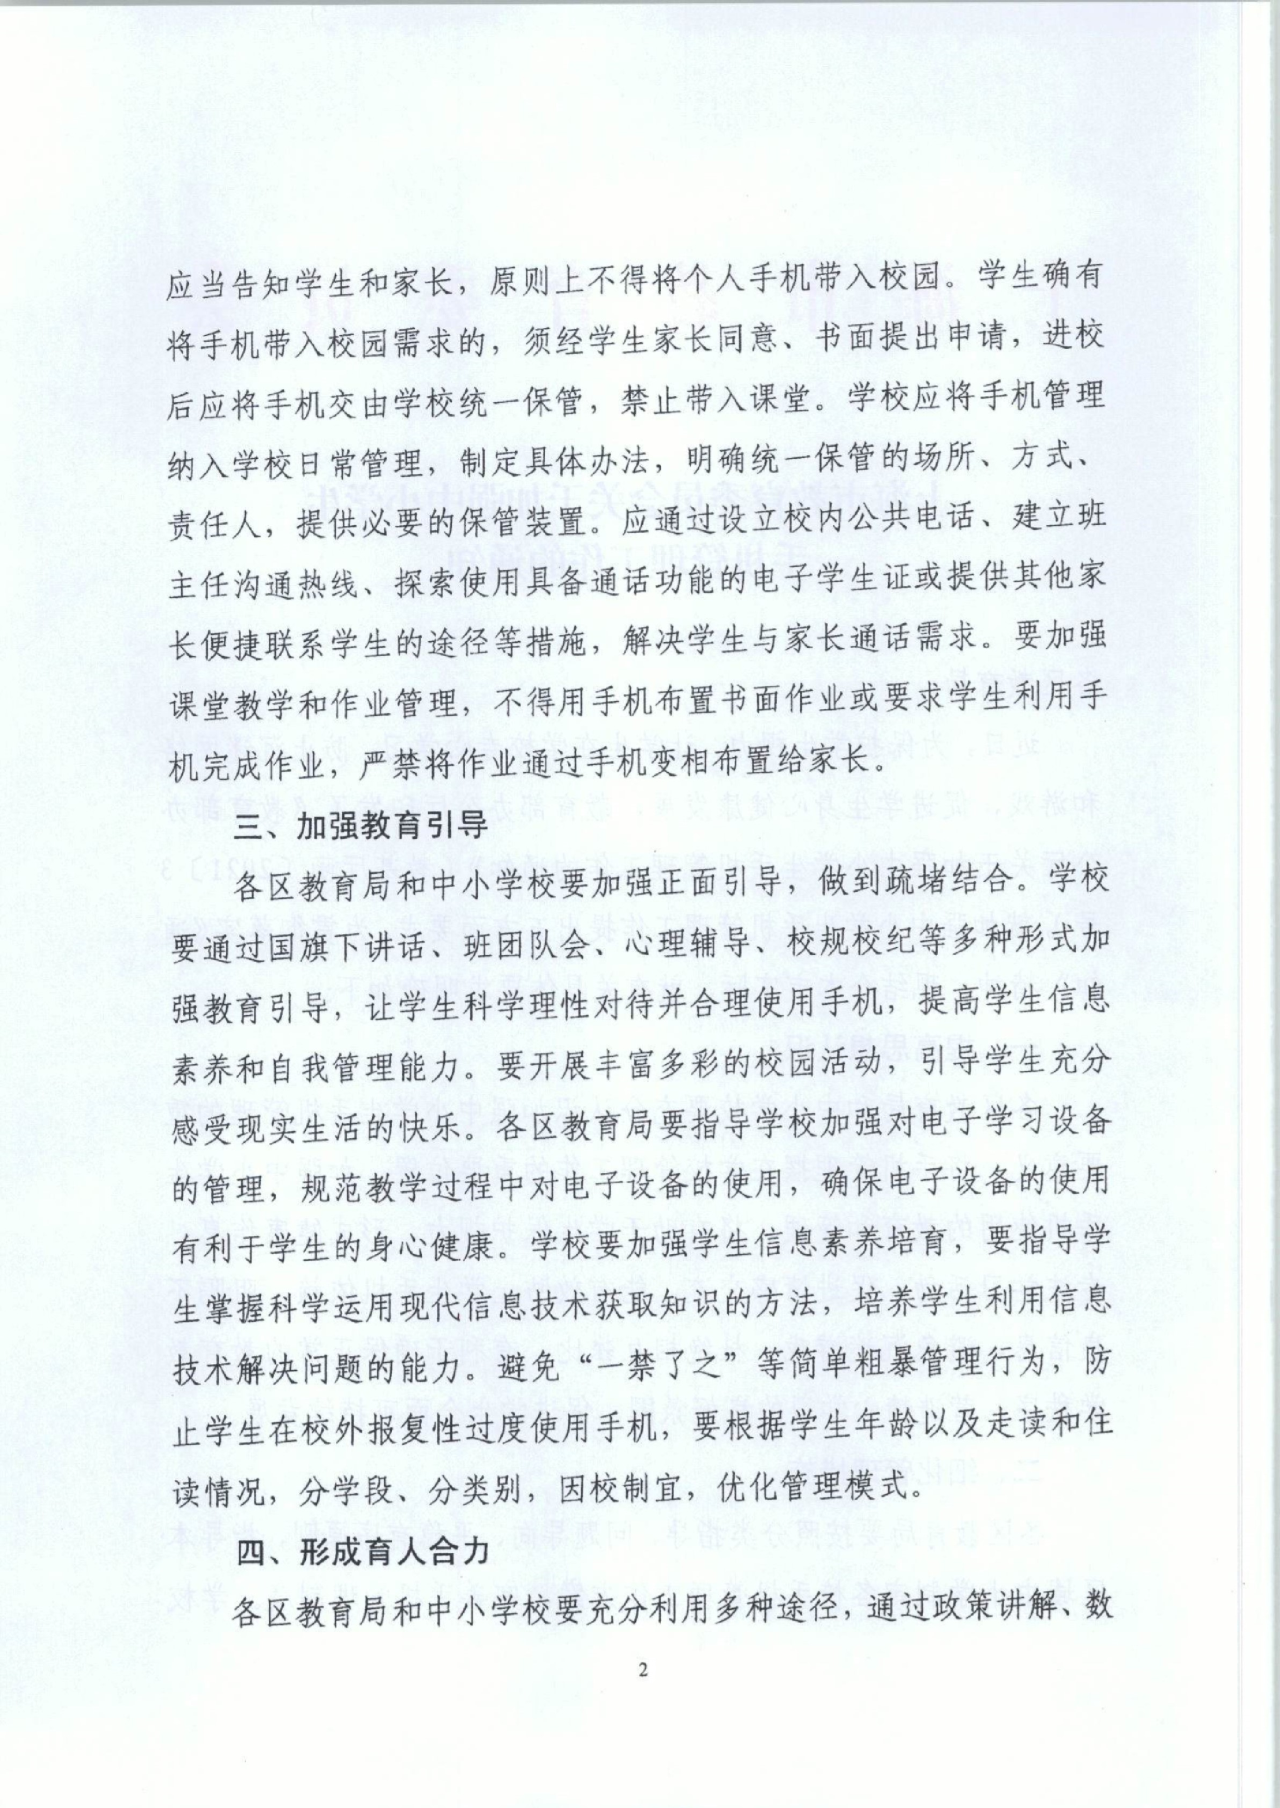 应当告知学生和家长，原则上不得将个人手机带入校园。学生确有
将手机带入校园需求的，须经学生家长同意、书面提出申请，进校
后应将手机交由学校统一保管，禁止带入课堂。学校应将手机管理
纳入学校日常管理，制定具体办法，明确统一保管的场所、方式、
责任人，提供必要的保管装置。应通过设立校内公共电话、建立班
主任沟通热线、探索使用具备通话功能的电子学生证或提供其他家
长便捷联系学生的途径等措施，解决学生与家长通话需求。要加强
课堂教学和作业管理，不得用手机布置书面作业或要求学生利用手
机完成作业，严禁将作业通过手机变相布置给家长。
三、加强教育引导
各区教育局和中小学校要加强正面引导，做到疏堵结合。学校
要通过国旗下讲话、班团队会、心理辅导、校规校纪等多种形式加
强教育引导，让学生科学理性对待并合理使用手机，提高学生信息
素养和自我管理能力。要开展丰富多彩的校园活动，引导学生充分
感受现实生活的快乐。各区教育局要指导学校加强对电子学习设备
的管理，规范教学过程中对电子设备的使用，确保电子设备的使用
有利于学生的身心健康。学校要加强学生信息素养培育，要指导学
生掌握科学运用现代信息技术获取知识的方法，培养学生利用信息
技术解决问题的能力。避免“一禁了之”等简单粗暴管理行为，防
止学生在校外报复性过度使用手机，要根据学生年龄以及走读和住
读情况，分学段、分类别，因校制宜，优化管理模式。
四、形成育人合力
各区教育局和中小学校要充分利用多种途径，通过政策讲解、数
2